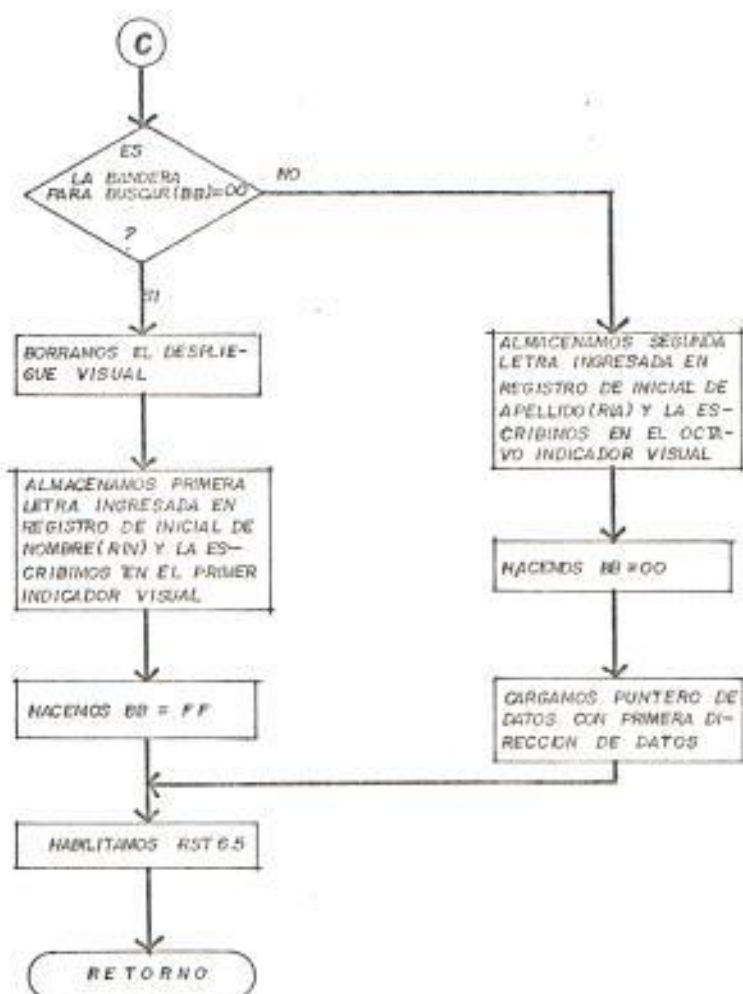 C
ES
LA BANDERA
PARA BUSCAR(BB)=00
?
NO
SI
BORRAMOS EL DESPLIE-
GUE VISUAL
ALMACENAMOS PRIMERA
LETRA INGRESADA EN
REGISTRO DE INICIAL DE
NOMBRE(RIN) Y LA ES-
CRIBIMOS EN EL PRIMER
INDICADOR VISUAL
HACEMOS BB = FF
ALMACENAMOS SEGUNDA
LETRA INGRESADA EN
REGISTRO DE INICIAL DE
APELLIDO(RIA) Y LA ES-
CRIBIMOS EN EL OCTA-
VO INDICADOR VISUAL
HACEMOS BB=00
CARGAMOS PUNTERO DE
DATOS CON PRIMERA DI-
RECCION DE DATOS
HABILITAMOS RST 6.5
RETORNO